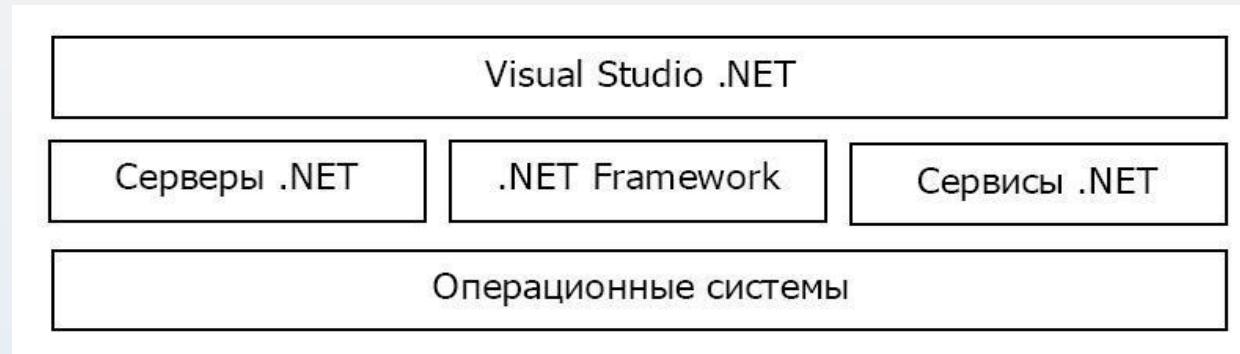 Visual Studio .NET
Серверы .NET
.NET Framework
Сервисы .NET
Операционные системы